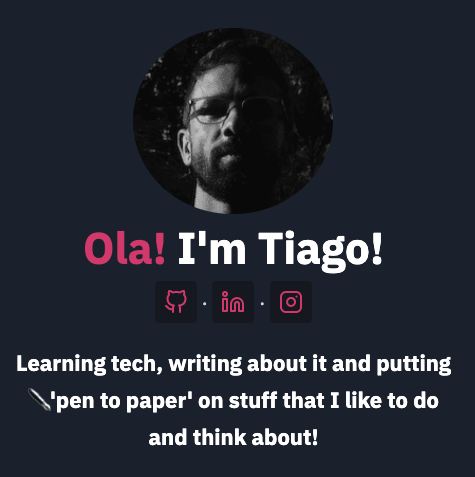 Ola! I'm Tiago!
Learning tech, writing about it and putting
'pen to paper' on stuff that I like to do
and think about!